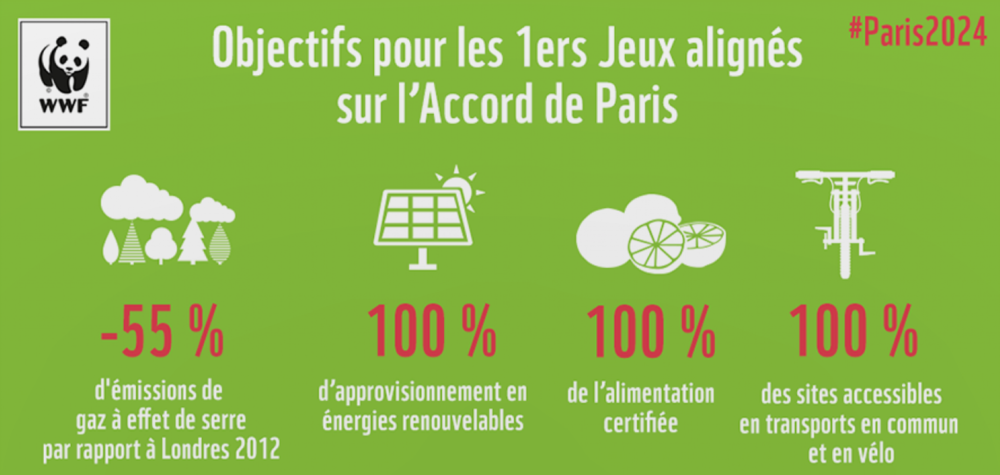 WWF
Objectifs pour les 1ers Jeux alignés
sur l’Accord de Paris
#Paris2024
-55 %
d'émissions de
gaz à effet de serre
par rapport à Londres 2012
100 %
d’approvisionnement en
énergies renouvelables
100 %
de l’alimentation
certifiée
100 %
des sites accessibles
en transports en commun
et en vélo